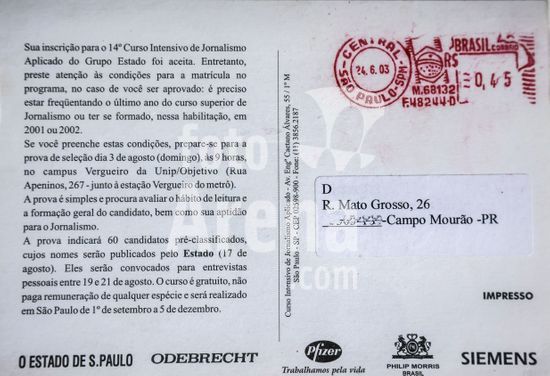 Sua inscrição para o 14º Curso Intensivo de Jornalismo
Aplicado do Grupo Estado foi aceita. Entretanto,
preste atenção às condições para a matrícula no
programa, no caso de você ser aprovado: é preciso
estar freqüentando o último ano do curso superior de
Jornalismo ou ter se formado, nessa habilitação, em
2001 ou 2002.
Se você preenche estas condições, prepare-se para a
prova de seleção dia 3 de agosto (domingo), às 9 horas,
no campus Vergueiro da Unip/Objetivo (Rua
Apeninos, 267 - junto à estação Vergueiro do metrô).
A prova é simples e procura avaliar o hábito de leitura e
a formação geral do candidato, bem como sua aptidão
para o Jornalismo.
A prova indicará 60 candidatos pré-classificados,
cujos nomes serão publicados pelo Estado (17 de
agosto). Eles serão convocados para entrevistas
pessoais entre 19 e 21 de agosto. O curso é gratuito, não
paga remuneração de qualquer espécie e será realizado
em São Paulo de 1º de setembro a 5 de dezembro.
Curso Intensivo de Jornalismo Aplicado - Av. Engº Caetano Álvares, 55 / 1º M
São Paulo - SP - CEP 02598-900 - Fone: (11) 3856.2187
CENTRAL
24.6.03
SÃO PAULO-SPM
BRASIL CORREIO
R$
0,45
M.68132
F.48244-D
D
R. Mato Grosso, 26
-Campo Mourão -PR
IMPRESSO
foto
Arena
.com
O ESTADO DE S. PAULO
ODEBRECHT
Pfizer
Trabalhamos pela vida
PHILIP MORRIS
BRASIL
SIEMENS